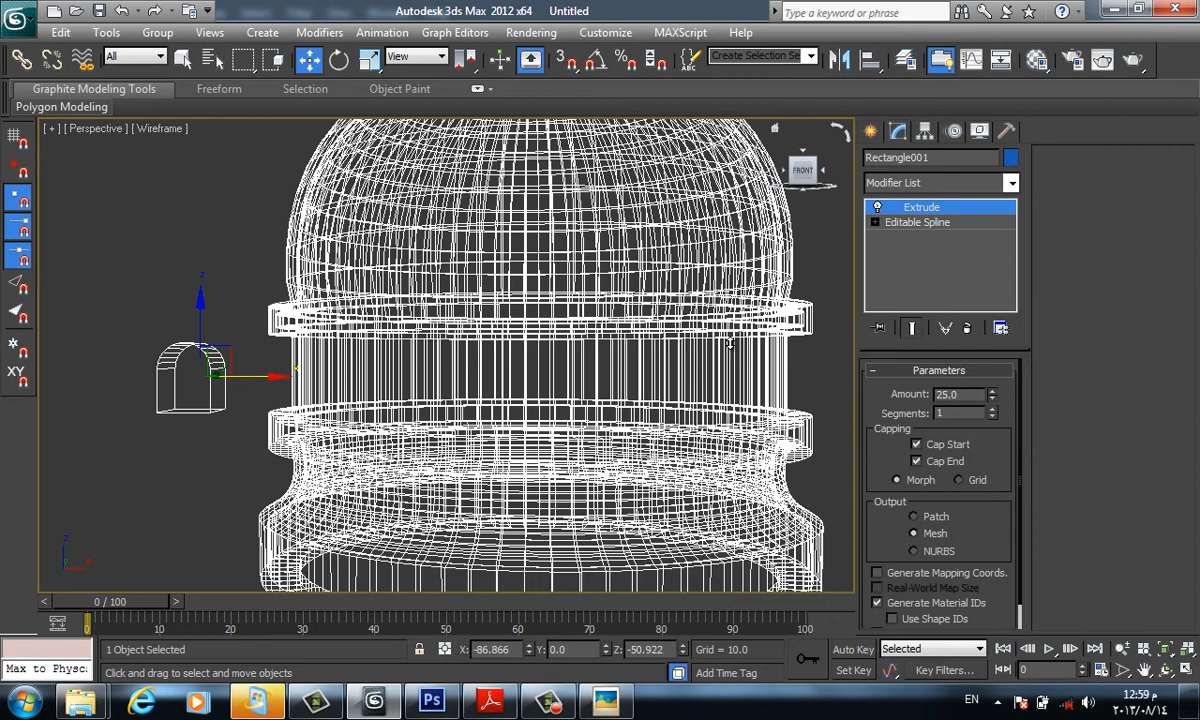 Autodesk 3ds Max 2012 x64 Untitled
Type a keyword or phrase
Edit Tools Group Views Create Modifiers Animation Graph Editors Rendering Customize MAXScript Help
All View 3 Create Selection Se
Graphite Modeling Tools Freeform Selection Object Paint
Polygon Modeling
[ + ] [ Perspective ] [ Wireframe ]
FRONT
Rectangle001
Modifier List
Extrude
Editable Spline
z
XY
Parameters
Amount: 25.0
Segments: 1
Capping
Cap Start
Cap End
Morph Grid
Output
Patch
Mesh
NURBS
Generate Mapping Coords.
Real-World Map Size
Generate Material IDs
Use Shape IDs
z
x
< 0 / 100 >
0 10 20 30 40 50 60 70 80 90 100
1 Object Selected X: -86.866 Y: 0.0 Z: -50.922 Grid = 10.0 Auto Key Selected
Max to Physc Click and drag to select and move objects Add Time Tag Set Key Key Filters... 0
Ps EN 12:59 م
٢٠١٣/٠٨/١٤